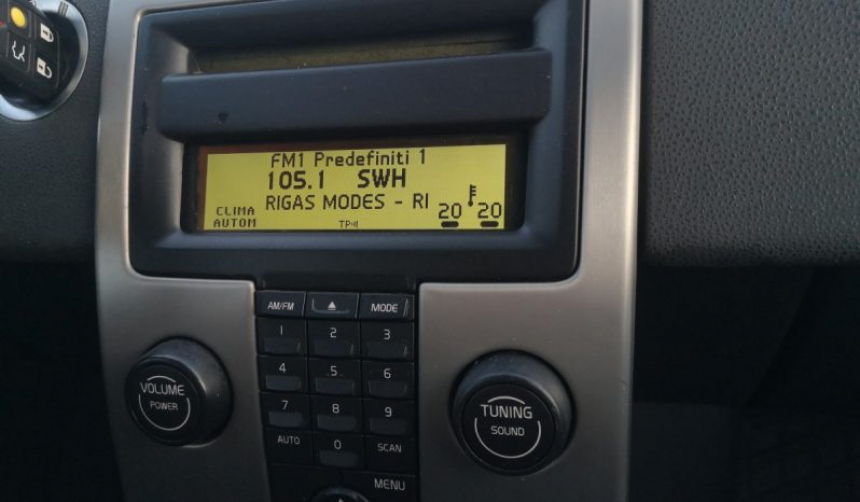 FM1 Predefiniti 1
105.1 SWH
RIGAS MODES - RI
CLIMA
AUTOM
20 20
AM/FM
MODE
1 2 3
4 5 6
7 8 9
AUTO 0 SCAN
MENU
VOLUME
POWER
TUNING
SOUND